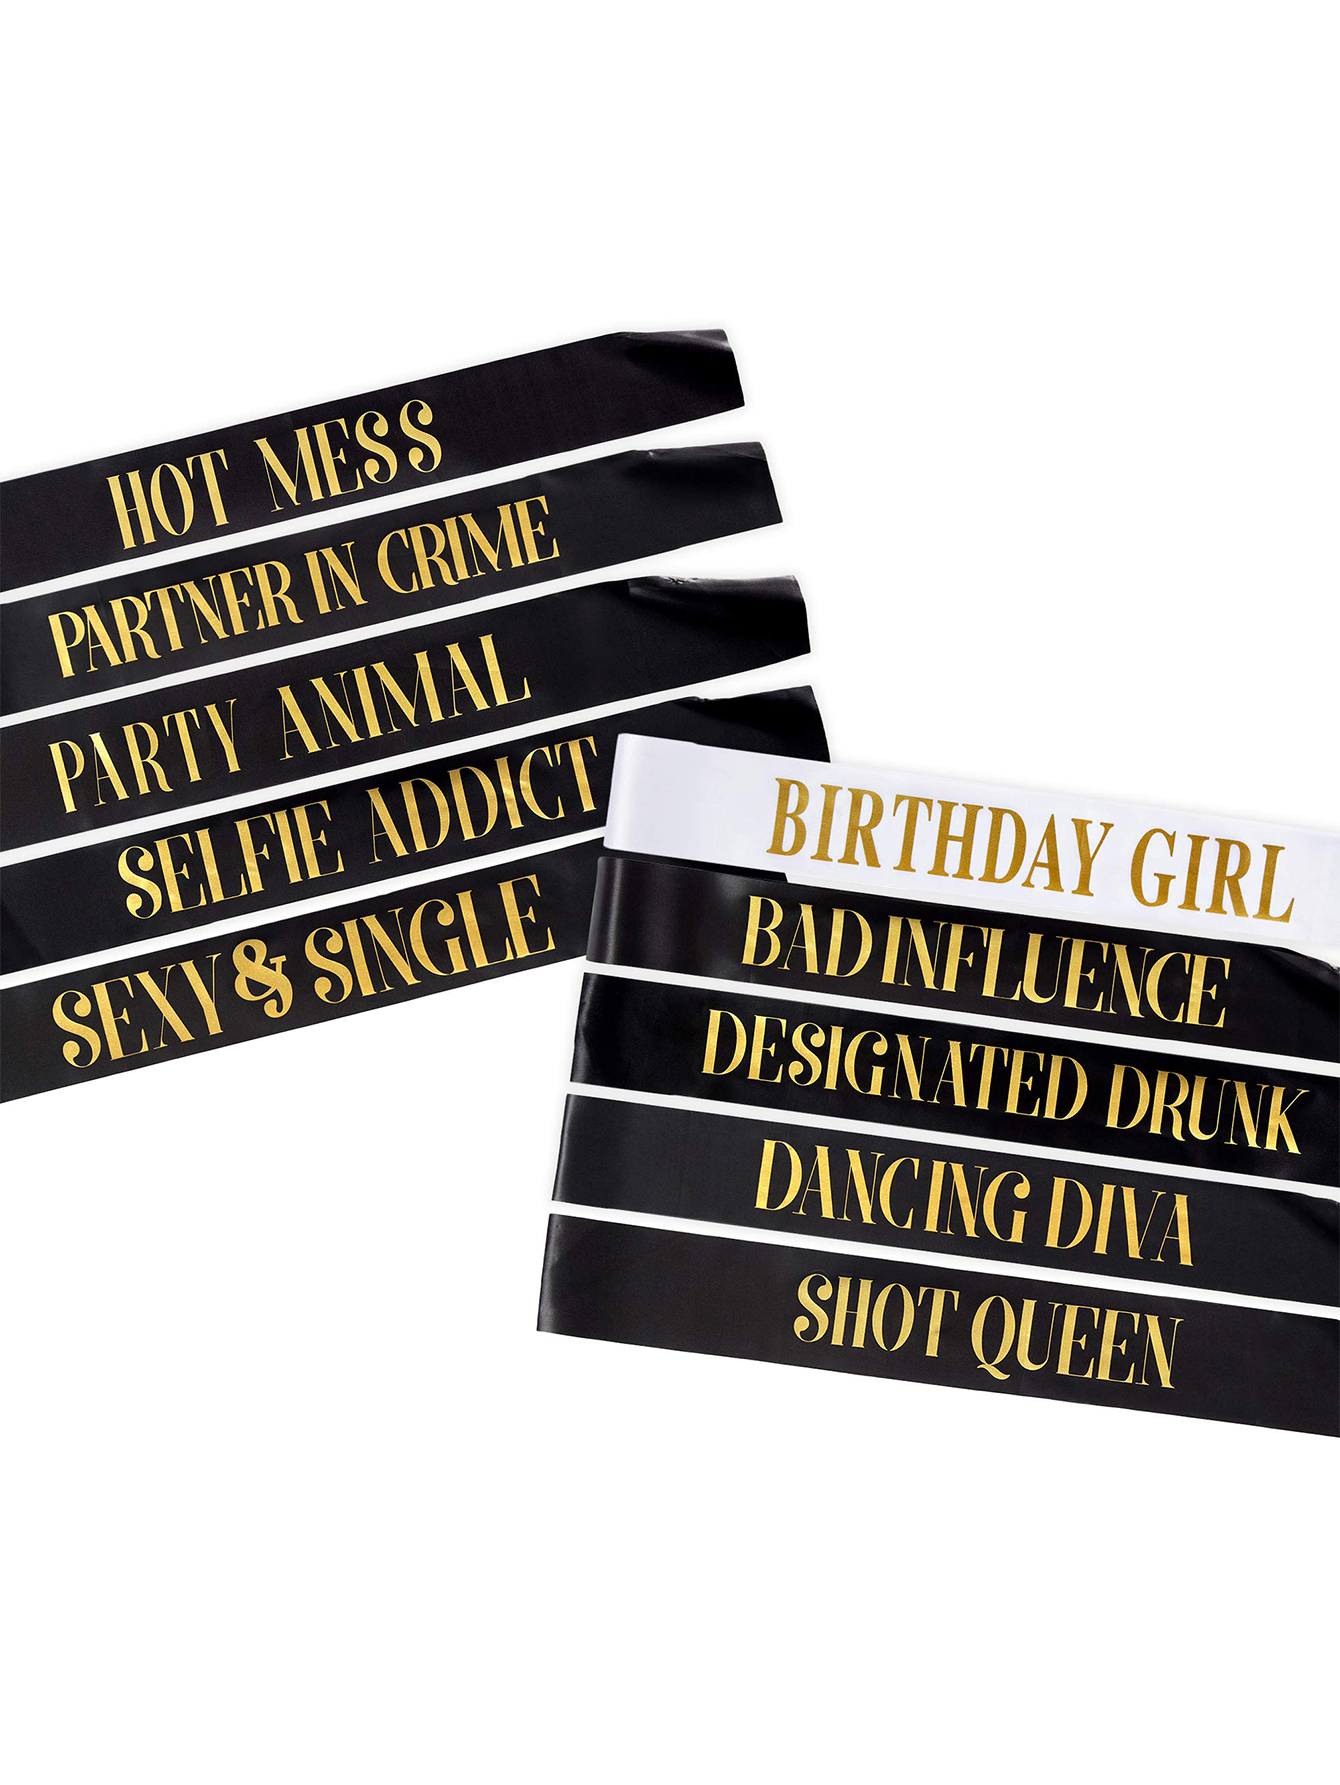 HOT MESS
PARTNER IN CRIME
PARTY ANIMAL
SELFIE ADDICT
SEXY & SINGLE
BIRTHDAY GIRL
BAD INFLUENCE
DESIGNATED DRUNK
DANCING DIVA
SHOT QUEEN